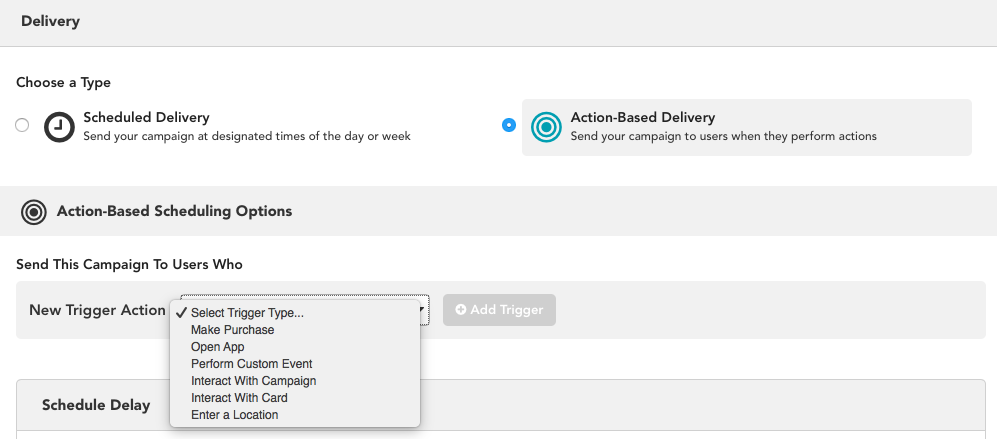 Delivery
Choose a Type
Scheduled Delivery
Send your campaign at designated times of the day or week
Action-Based Delivery
Send your campaign to users when they perform actions
Action-Based Scheduling Options
Send This Campaign To Users Who
New Trigger Action
Select Trigger Type...
Make Purchase
Open App
Perform Custom Event
Interact With Campaign
Interact With Card
Enter a Location
Add Trigger
Schedule Delay